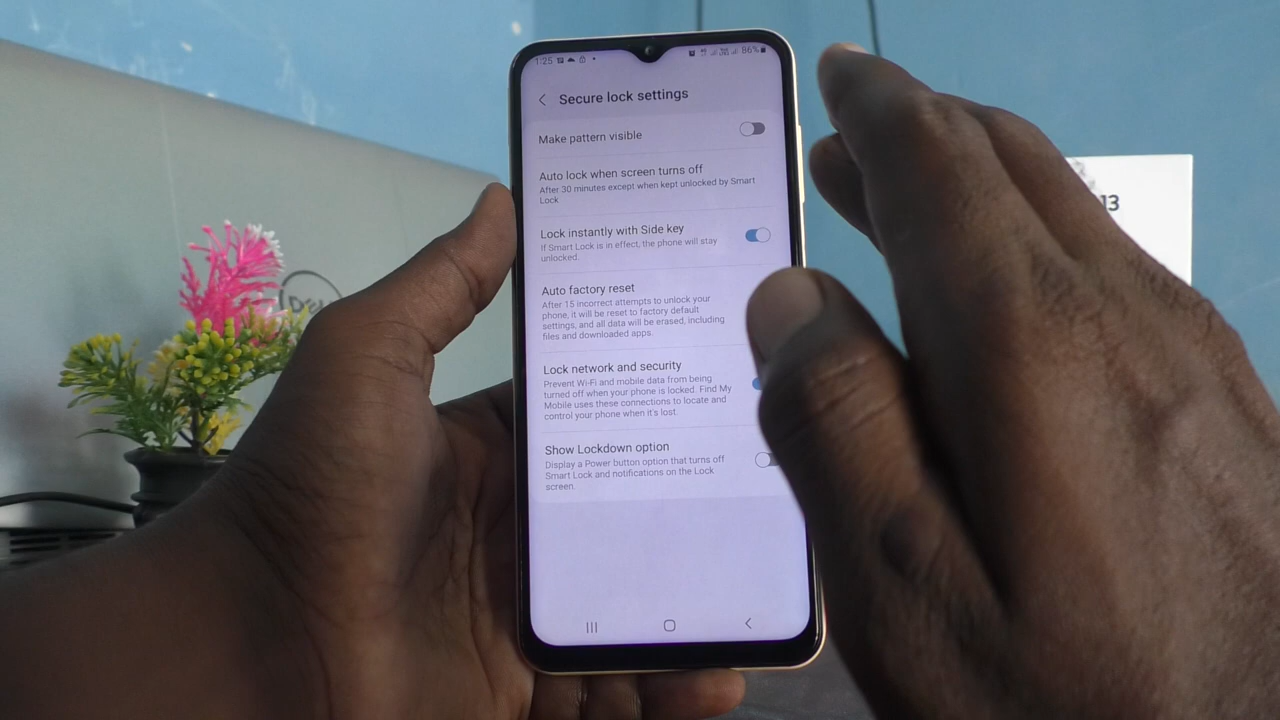 1:25
86%
Secure lock settings
Make pattern visible
Auto lock when screen turns off
After 30 minutes except when kept unlocked by Smart
Lock
Lock instantly with Side key
If Smart Lock is in effect, the phone will stay
unlocked.
Auto factory reset
After 15 incorrect attempts to unlock your
phone, it will be reset to factory default
settings, and all data will be erased, including
files and downloaded apps.
Lock network and security
Prevent Wi-Fi and mobile data from being
turned off when your phone is locked. Find My
Mobile uses these connections to locate and
control your phone when it's lost.
Show Lockdown option
Display a Power button option that turns off
Smart Lock and notifications on the Lock
screen.
13